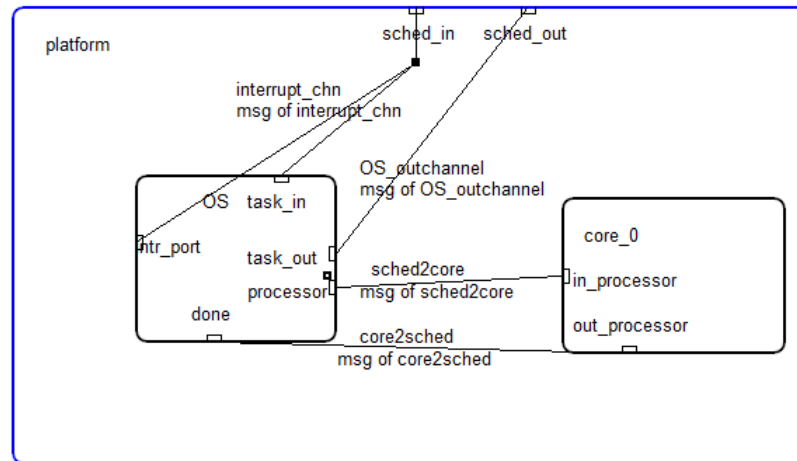 sched_in
sched_out
platform
interrupt_chn
msg of interrupt_chn
OS_outchannel
msg of OS_outchannel
OS
task_in
core_0
ntr_port
task_out
sched2core
in_processor
processor
msg of sched2core
done
out_processor
core2sched
msg of core2sched